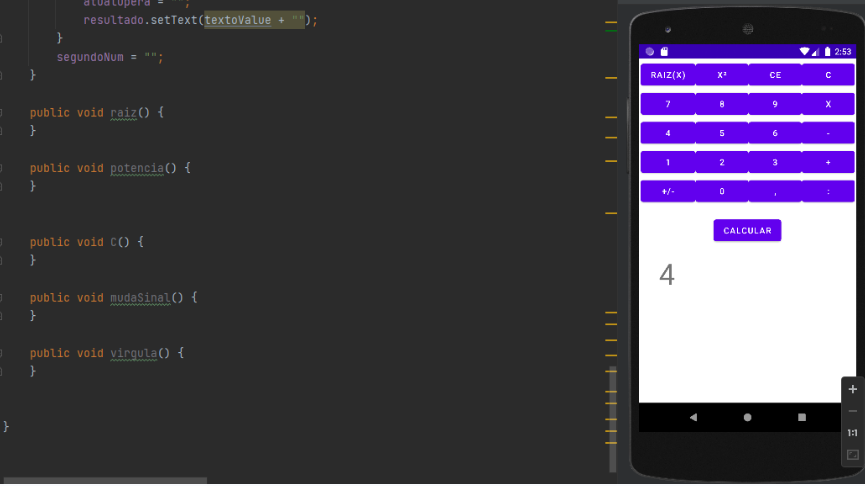 atualOpera = "";
resultado.setText(textoValue + "");
}
segundoNum = "";
}
public void raiz() {
}
public void potencia() {
}
public void C() {
}
public void mudaSinal() {
}
public void virgula() {
}
}
2:53
RAIZ(X) X² CE C
7 8 9 X
4 5 6 -
1 2 3 +
+/- 0 , :
CALCULAR
4
+
−
1:1